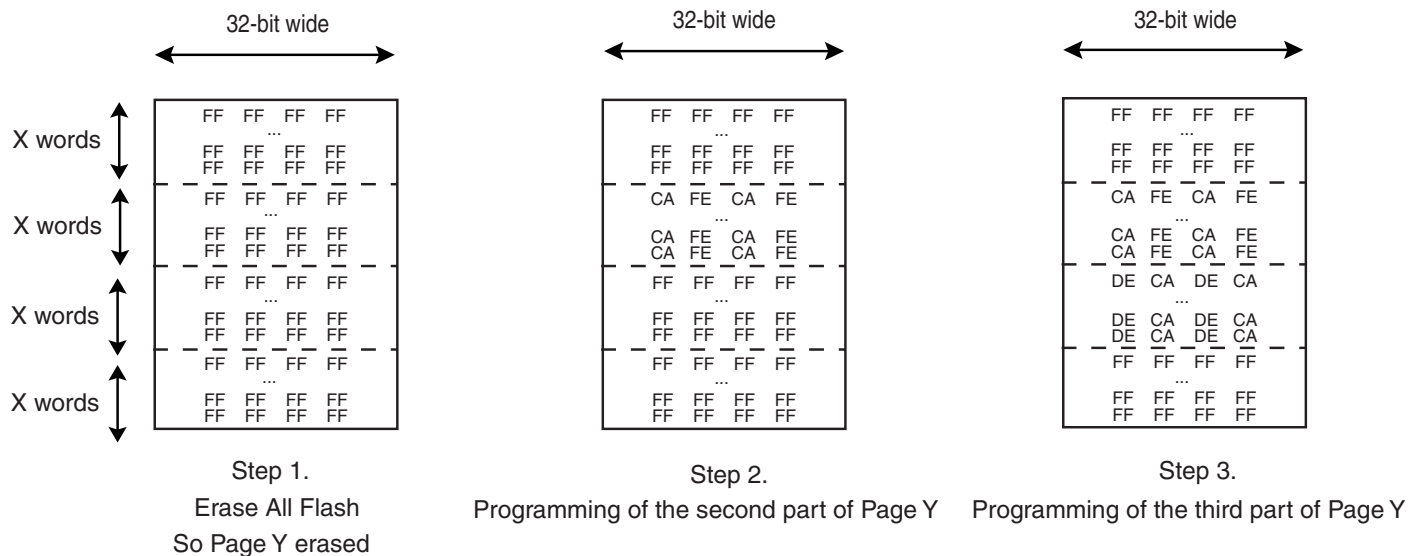 32-bit wide
32-bit wide
32-bit wide
X words
X words
X words
X words
FF FF FF FF
...
FF FF FF FF
FF FF FF FF
FF FF FF FF
...
FF FF FF FF
FF FF FF FF
FF FF FF FF
...
FF FF FF FF
FF FF FF FF
FF FF FF FF
...
FF FF FF FF
FF FF FF FF
Step 1.
Erase All Flash
So Page Y erased
FF FF FF FF
...
FF FF FF FF
FF FF FF FF
CA FE CA FE
...
CA FE CA FE
CA FE CA FE
FF FF FF FF
...
FF FF FF FF
FF FF FF FF
FF FF FF FF
...
FF FF FF FF
FF FF FF FF
Step 2.
Programming of the second part of Page Y
FF FF FF FF
...
FF FF FF FF
FF FF FF FF
CA FE CA FE
...
CA FE CA FE
CA FE CA FE
DE CA DE CA
...
DE CA DE CA
DE CA DE CA
FF FF FF FF
...
FF FF FF FF
FF FF FF FF
Step 3.
Programming of the third part of Page Y